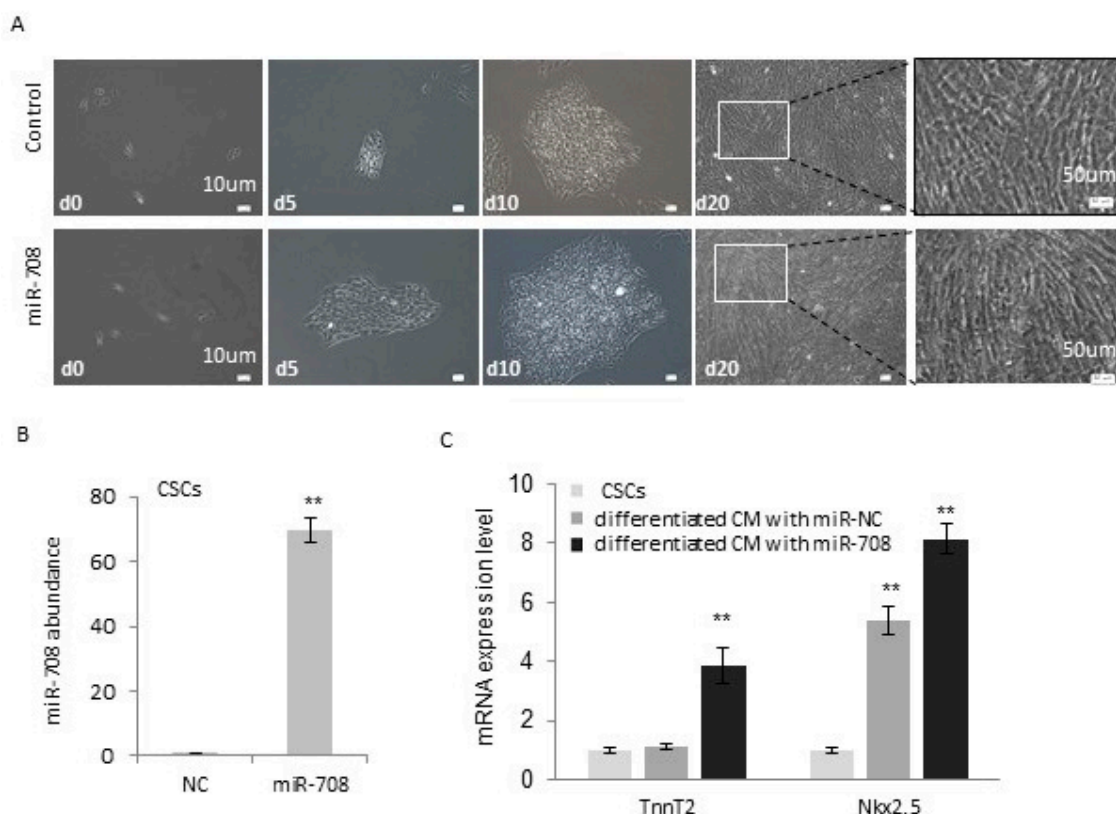 A
Control
10um
d0
d5
d10
d20
50um
miR-708
10um
d0
d5
d10
d20
50um
B
CSCs
miR-708 abundance
80
60
40
20
0
**
NC
miR-708
C
mRNA expression level
10
8
6
4
2
0
CSCs
differentiated CM with miR-NC
differentiated CM with miR-708
**
**
**
TnnT2
Nkx2.5